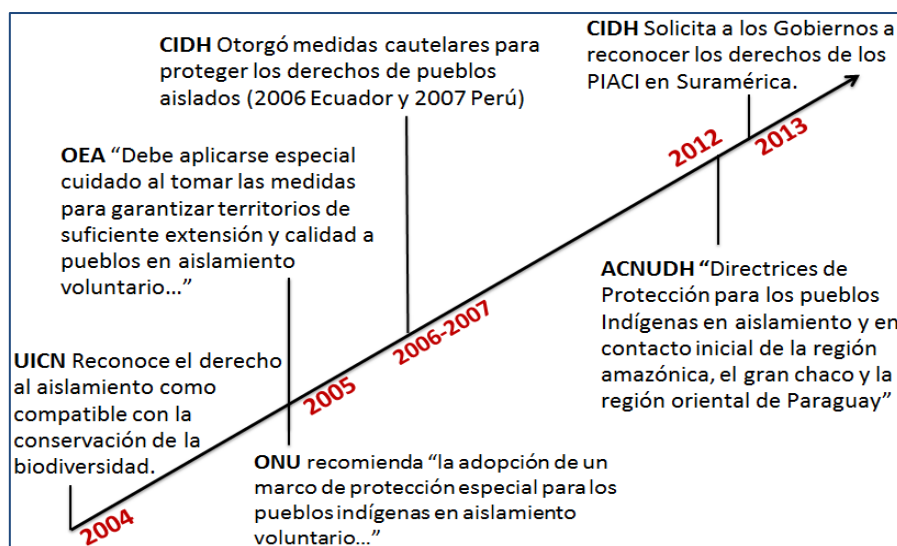 CIDH Otorgó medidas cautelares para
proteger los derechos de pueblos
aislados (2006 Ecuador y 2007 Perú)
CIDH Solicita a los Gobiernos a
reconocer los derechos de los
PIACI en Suramérica.
OEA “Debe aplicarse especial
cuidado al tomar las medidas
para garantizar territorios de
suficiente extensión y calidad a
pueblos en aislamiento
voluntario...”
2012
2013
ACNUDH “Directrices de
Protección para los pueblos
Indígenas en aislamiento y en
contacto inicial de la región
amazónica, el gran chaco y la
región oriental de Paraguay”
2006-2007
UICN Reconoce el derecho
al aislamiento como
compatible con la
conservación de la
biodiversidad.
2005
ONU recomienda “la adopción de un
marco de protección especial para los
pueblos indígenas en aislamiento
voluntario...”
2004